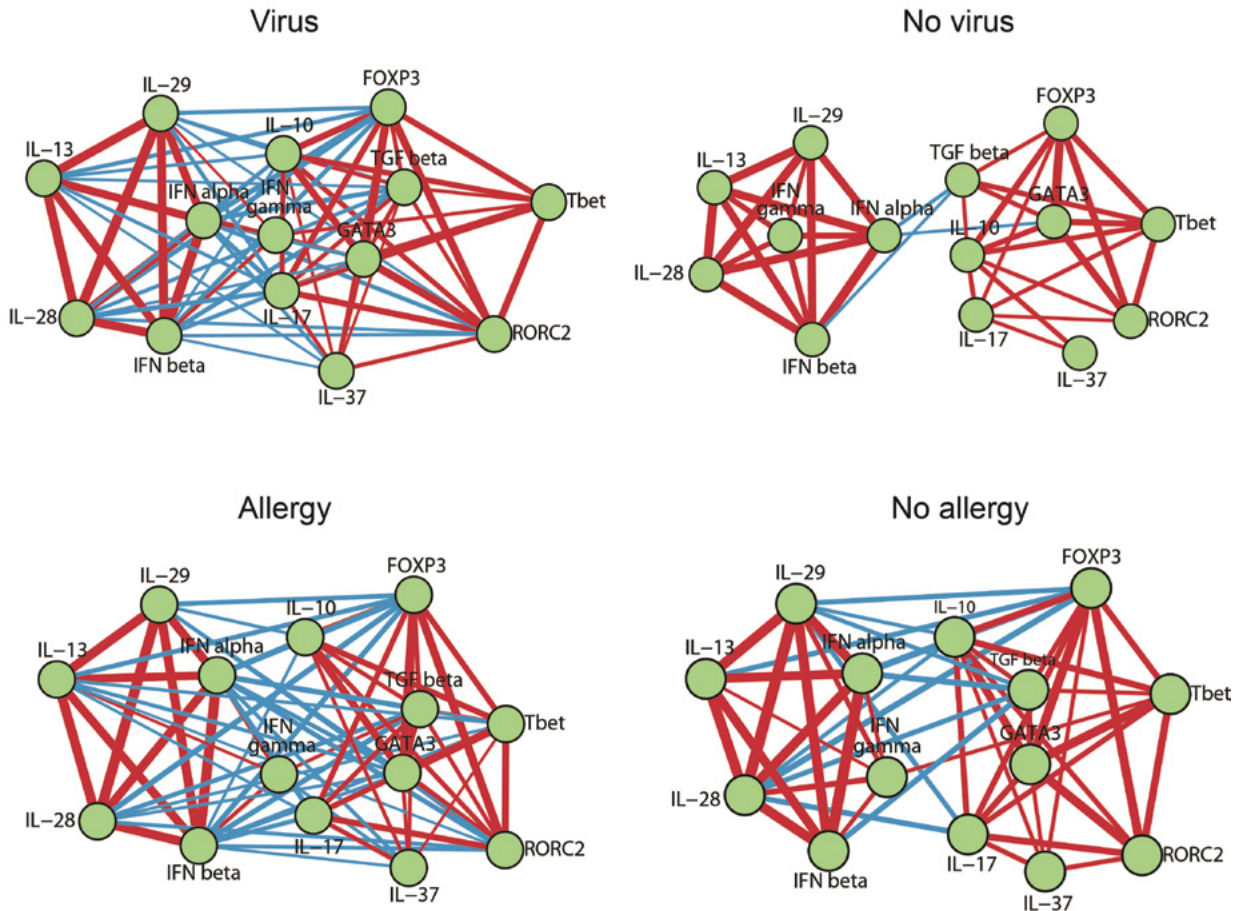 Virus
No virus
IL−29
FOXP3
IL−10
IL−13
TGF beta
IFN alpha
IFN
gamma
Tbet
GATA3
IL−28
IL−17
RORC2
IFN beta
IL−37
FOXP3
IL−29
TGF beta
IL−13
IFN
gamma
IFN alpha
GATA3
Tbet
IL−10
IL−28
RORC2
IL−17
IFN beta
IL−37
Allergy
No allergy
FOXP3
IL−29
IL−10
IL−13
IFN alpha
TGF beta
Tbet
IFN
gamma
GATA3
IL−28
IL−17
RORC2
IFN beta
IL−37
FOXP3
IL−29
IL−10
IL−13
IFN alpha
TGF beta
Tbet
IFN
gamma
GATA3
IL−28
IL−17
RORC2
IFN beta
IL−37